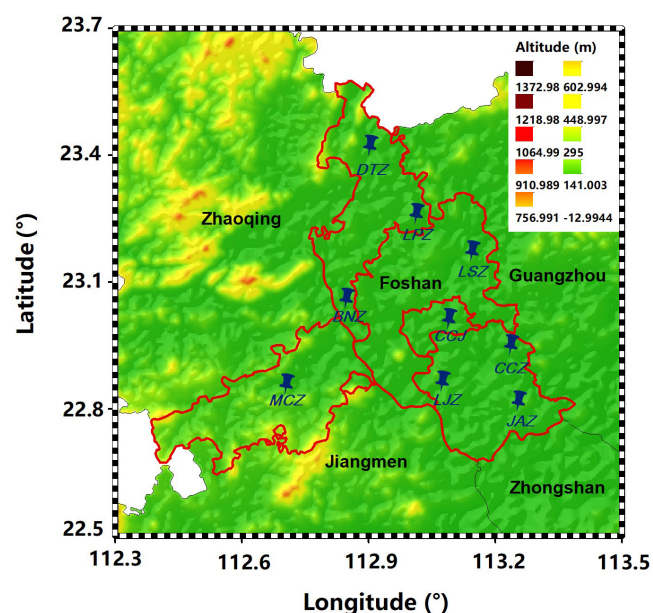 23.7
Altitude (m)
1372.98 602.994
1218.98 448.997
1064.99 295
910.989 141.003
756.991 -12.9944
23.4
DTZ
Zhaoqing
LPZ
LSZ
Foshan
Guangzhou
23.1
BNZ
CCJ
CCZ
MCZ
LJZ
JAZ
22.8
Jiangmen
Zhongshan
22.5
112.3 112.6 112.9 113.2 113.5
Latitude (°)
Longitude (°)